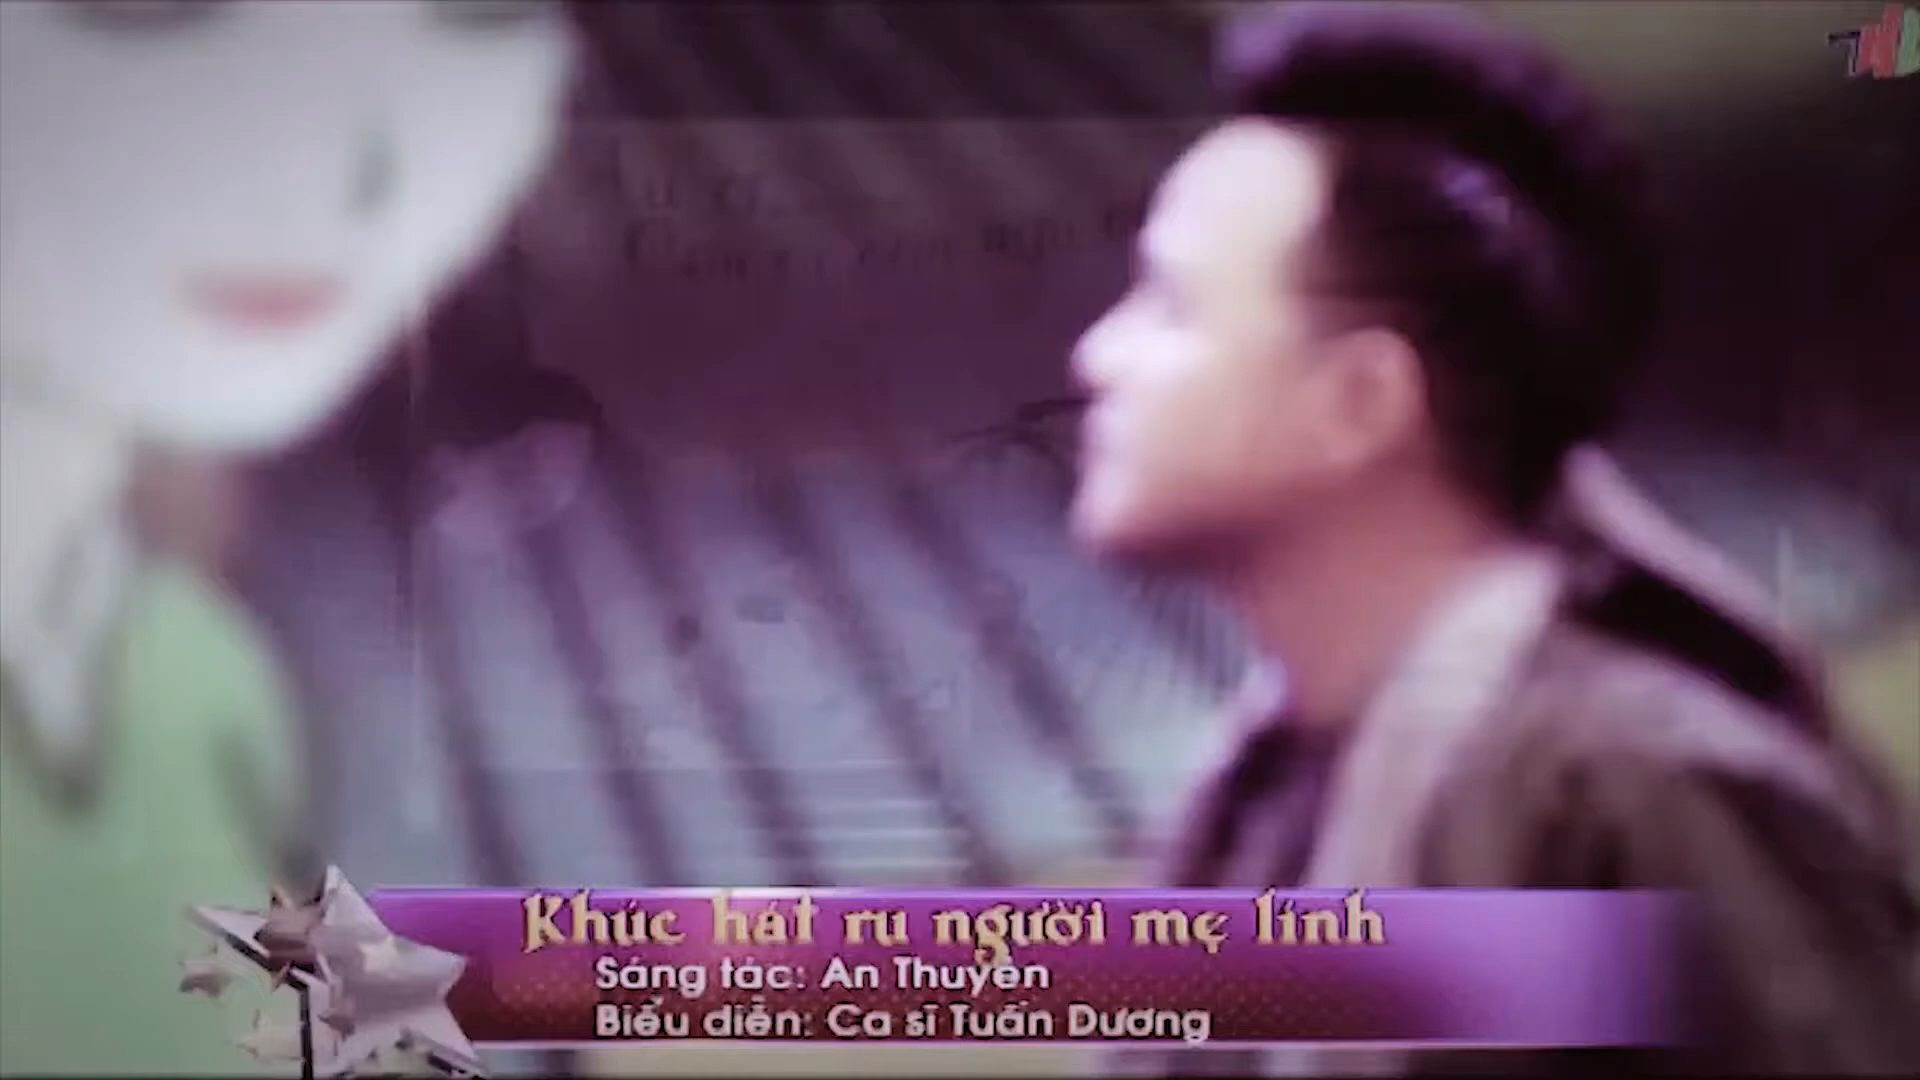 Khúc hát ru người mẹ lính
Sáng tác: An Thuyên
Biểu diễn: Ca sĩ Tuấn Dương